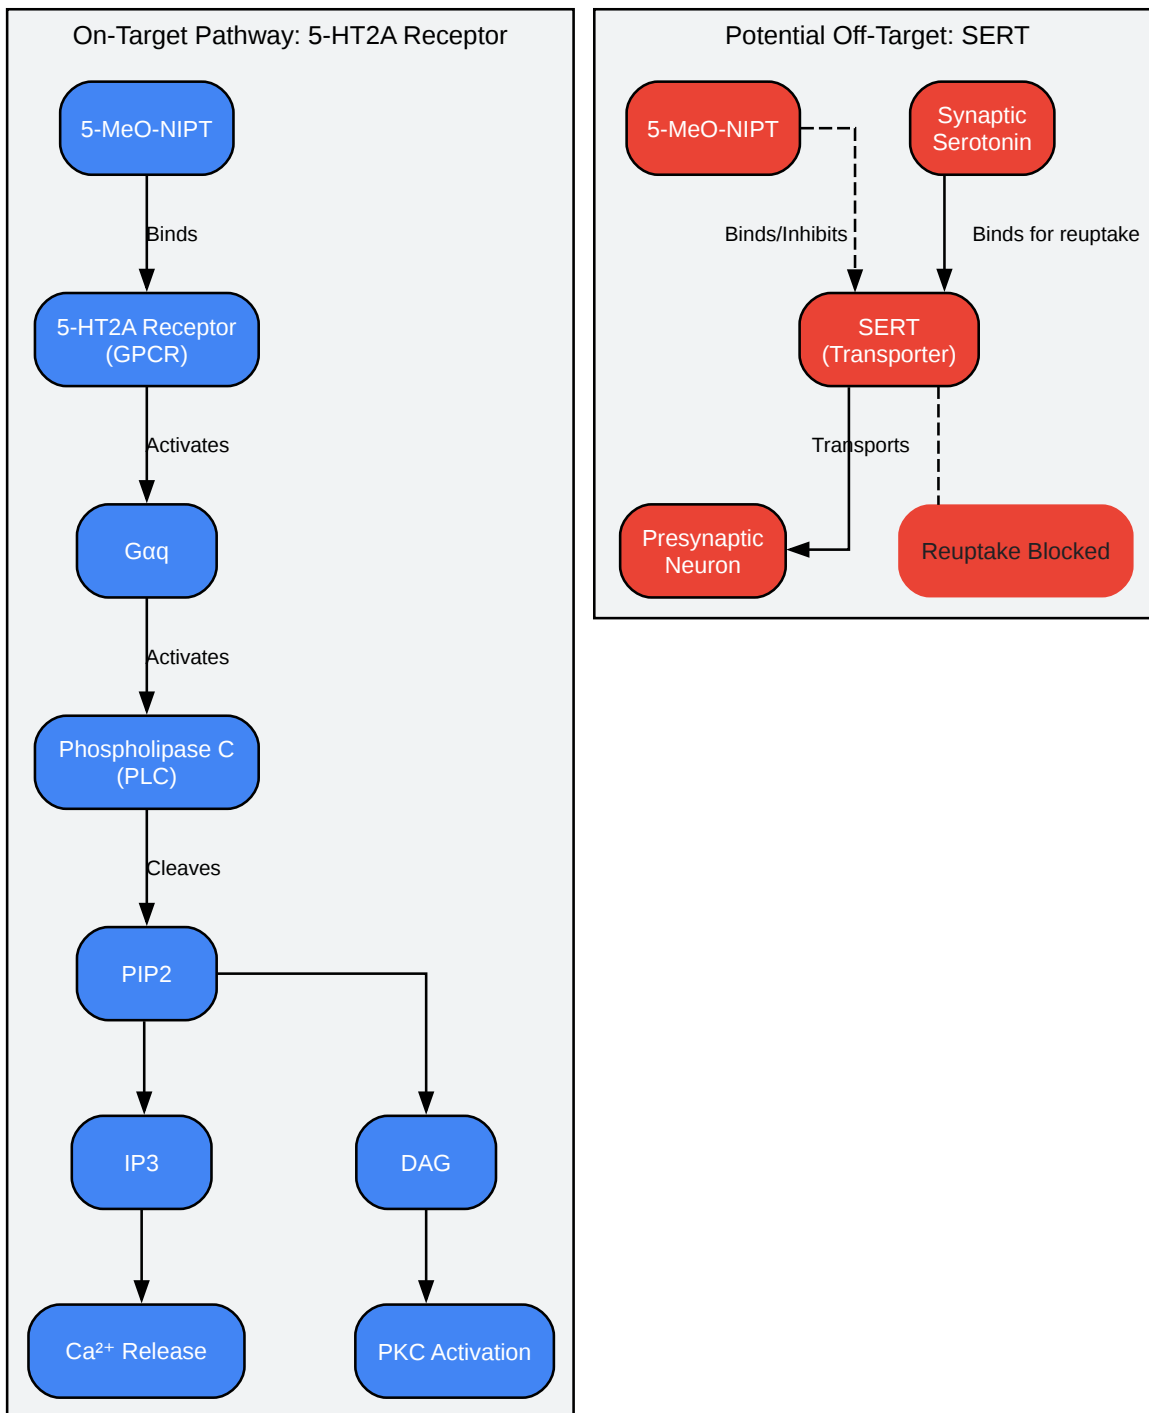 On-Target Pathway: 5-HT2A Receptor
5-MeO-NIPT
Binds
5-HT2A Receptor
(GPCR)
Activates
Gαq
Activates
Phospholipase C
(PLC)
Cleaves
PIP2
IP3
DAG
Ca²⁺ Release
PKC Activation
Potential Off-Target: SERT
5-MeO-NIPT
Synaptic
Serotonin
Binds/Inhibits
Binds for reuptake
SERT
(Transporter)
Transports
Presynaptic
Neuron
Reuptake Blocked